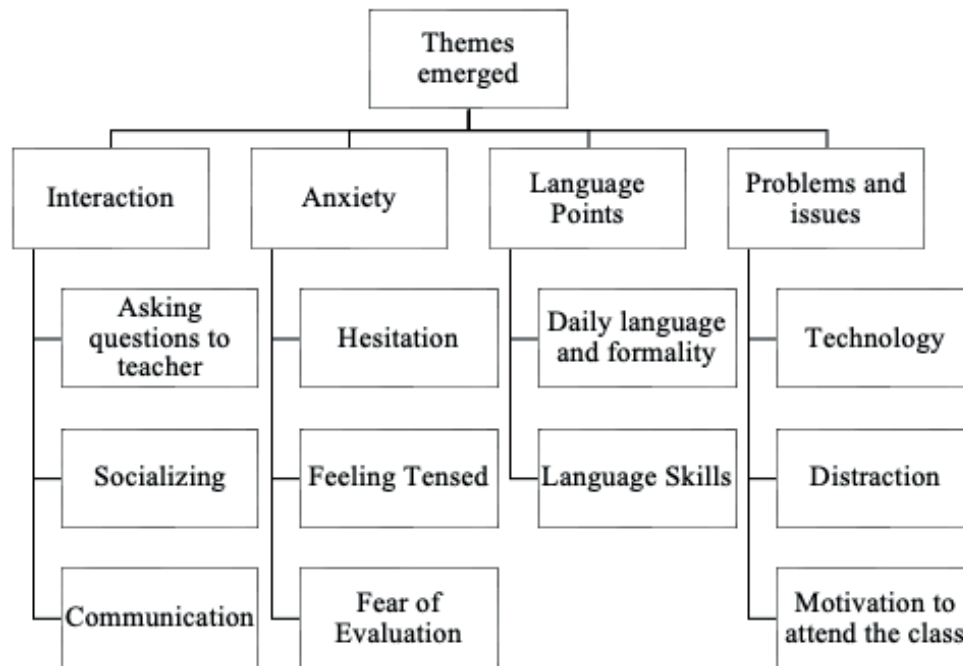 Themes
emerged
Interaction
Anxiety
Language
Points
Problems and
issues
Asking
questions to
teacher
Hesitation
Daily language
and formality
Technology
Socializing
Feeling Tensed
Language Skills
Distraction
Communication
Fear of
Evaluation
Motivation to
attend the class